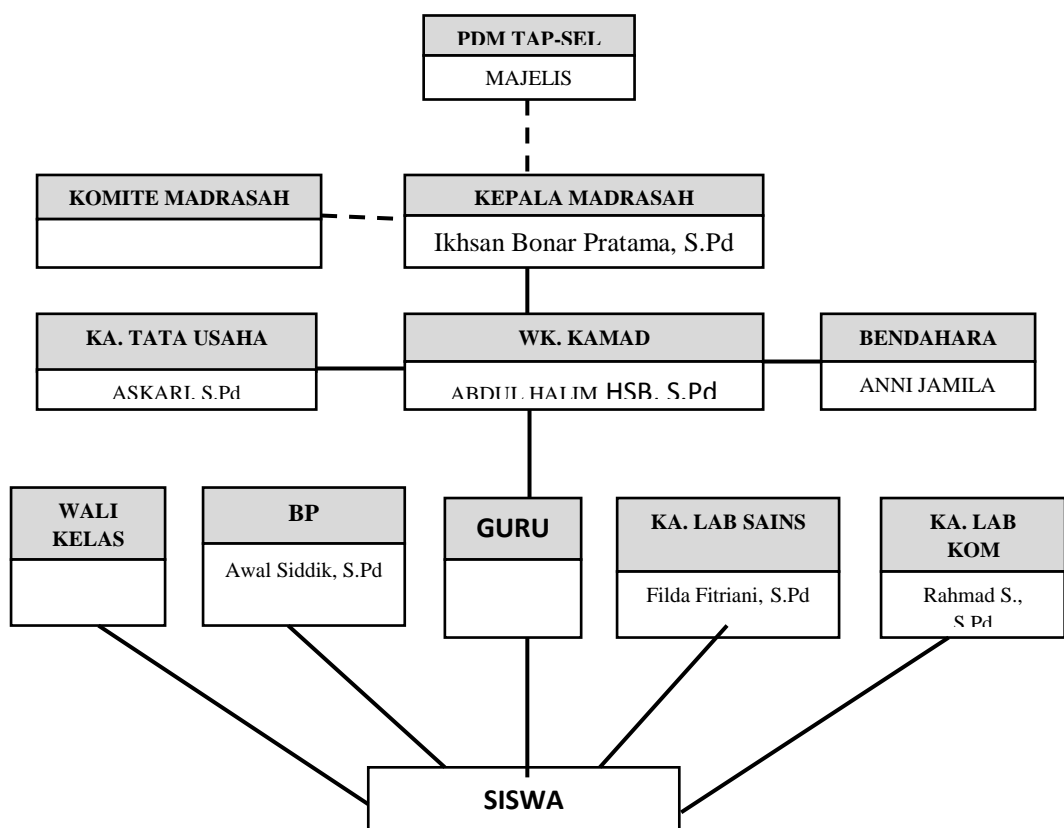 PDM TAP-SEL
MAJELIS
KOMITE MADRASAH
KEPALA MADRASAH
Ikhsan Bonar Pratama, S.Pd
KA. TATA USAHA
WK. KAMAD
BENDAHARA
ASKARI, S.Pd
ABDUL HALIM HSB, S.Pd
ANNI JAMILA
WALI
KELAS
BP
GURU
KA. LAB SAINS
KA. LAB
KOM
Awal Siddik, S.Pd
Filda Fitriani, S.Pd
Rahmad S.,
S.Pd
SISWA